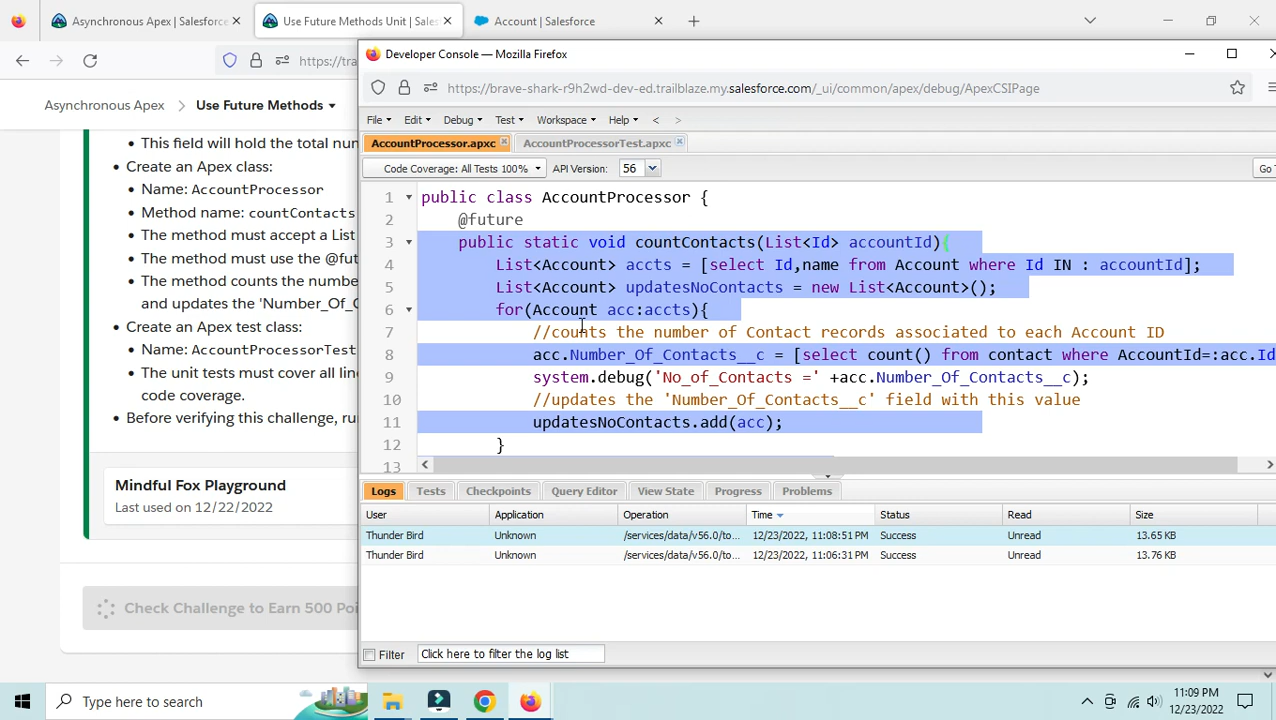 Asynchronous Apex | Salesforce
Use Future Methods Unit | Sales
Account | Salesforce
https://tra
Developer Console — Mozilla Firefox
https://brave-shark-r9h2wd-dev-ed.trailblaze.my.salesforce.com/_ui/common/apex/debug/ApexCSIPage
Asynchronous Apex > Use Future Methods
This field will hold the total num
Create an Apex class:
Name: AccountProcessor
Method name: countContacts
The method must accept a List
The method must use the @fut
The method counts the number
and updates the 'Number_Of_C
Create an Apex test class:
Name: AccountProcessorTest
The unit tests must cover all line
code coverage.
Before verifying this challenge, ru
Mindful Fox Playground
Last used on 12/22/2022
Check Challenge to Earn 500 Poi
File Edit Debug Test Workspace Help < >
AccountProcessor.apxc AccountProcessorTest.apxc
Code Coverage: All Tests 100% API Version: 56 Go
1 public class AccountProcessor {
2 @future
3 public static void countContacts(List<Id> accountId){
4 List<Account> accts = [select Id,name from Account where Id IN : accountId];
5 List<Account> updatesNoContacts = new List<Account>();
6 for(Account acc:accts){
7 //counts the number of Contact records associated to each Account ID
8 acc.Number_Of_Contacts__c = [select count() from contact where AccountId=:acc.Id
9 system.debug('No_of_Contacts =' +acc.Number_Of_Contacts__c);
10 //updates the 'Number_Of_Contacts__c' field with this value
11 updatesNoContacts.add(acc);
12 }
13
Logs Tests Checkpoints Query Editor View State Progress Problems
User Application Operation Time Status Read Size
Thunder Bird Unknown /services/data/v56.0/to... 12/23/2022, 11:08:51 PM Success Unread 13.65 KB
Thunder Bird Unknown /services/data/v56.0/to... 12/23/2022, 11:06:31 PM Success Unread 13.76 KB
Filter Click here to filter the log list
Type here to search
11:09 PM
12/23/2022